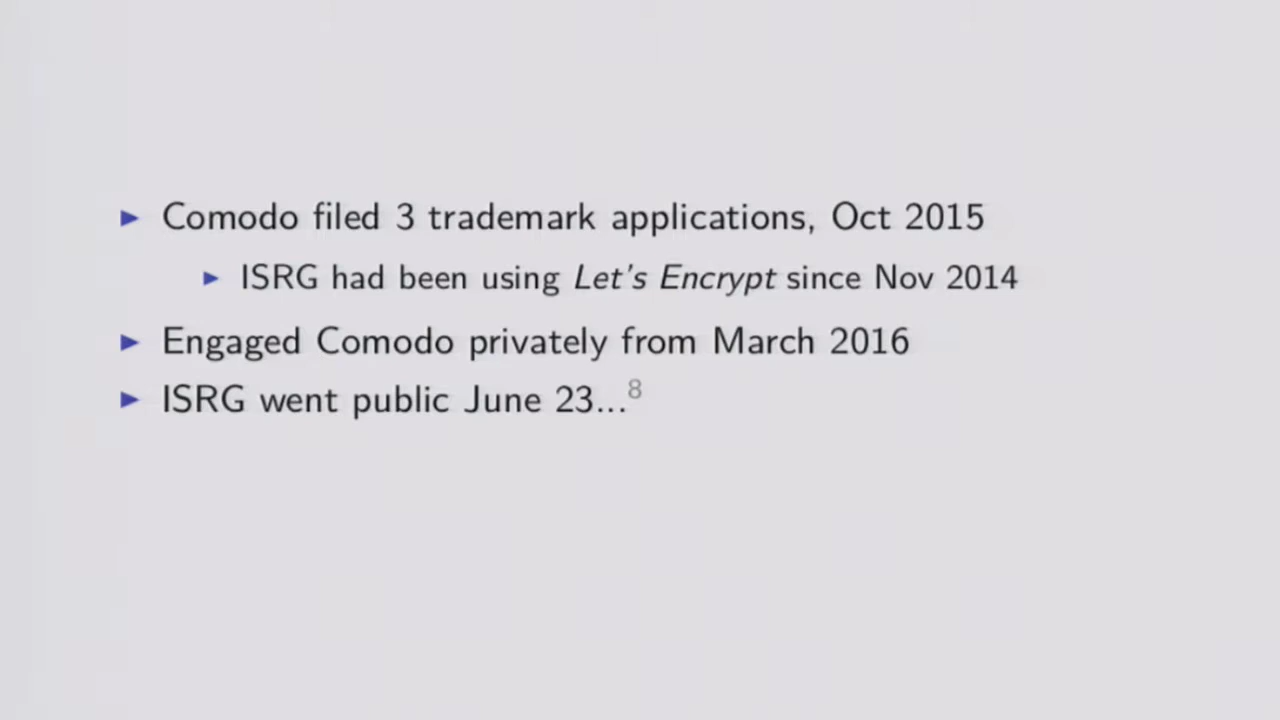 Comodo filed 3 trademark applications, Oct 2015
ISRG had been using Let's Encrypt since Nov 2014
Engaged Comodo privately from March 2016
ISRG went public June 23...8